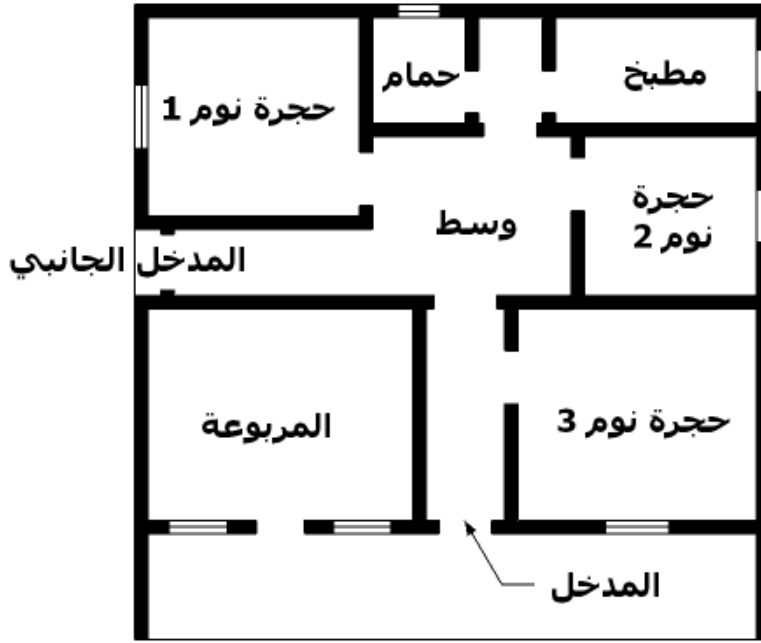 حمام
مطبخ
حجرة نوم 1
حجرة
نوم 2
وسط
المدخل الجانبي
حجرة نوم 3
المربوعة
المدخل